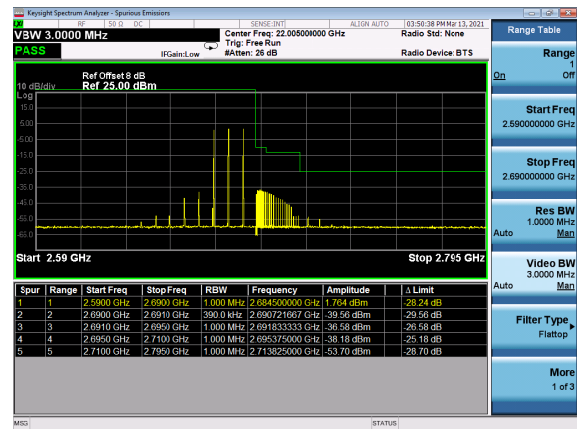 Keysight Spectrum Analyzer - Spurious Emissions
LXI RF 50 Ω DC SENSE:INT ALIGN AUTO 03:50:38 PM Mar 13, 2021
VBW 3.0000 MHz Center Freq: 22.005000000 GHz Radio Std: None
Trig: Free Run
PASS IFGain:Low #Atten: 26 dB Radio Device: BTS
Ref Offset 8 dB
10 dB/div Ref 25.00 dBm
Log
15.0
5.00
-5.00
-15.0
-25.0
-35.0
-45.0
-55.0
-65.0
Start 2.59 GHz Stop 2.795 GHz
Spur Range Start Freq Stop Freq RBW Frequency Amplitude Δ Limit
1 1 2.5900 GHz 2.6900 GHz 1.000 MHz 2.684500000 GHz 1.764 dBm -28.24 dB
2 2 2.6900 GHz 2.6910 GHz 390.0 kHz 2.690721667 GHz -39.56 dBm -29.56 dB
3 3 2.6910 GHz 2.6950 GHz 1.000 MHz 2.691833333 GHz -36.58 dBm -26.58 dB
4 4 2.6950 GHz 2.7100 GHz 1.000 MHz 2.695375000 GHz -38.18 dBm -25.18 dB
5 5 2.7100 GHz 2.7950 GHz 1.000 MHz 2.713825000 GHz -53.70 dBm -28.70 dB
MSG STATUS
Range Table
Range
1
On Off
Start Freq
2.590000000 GHz
Stop Freq
2.690000000 GHz
Res BW
1.0000 MHz
Auto Man
Video BW
3.0000 MHz
Auto Man
Filter Type
Flattop
More
1 of 3